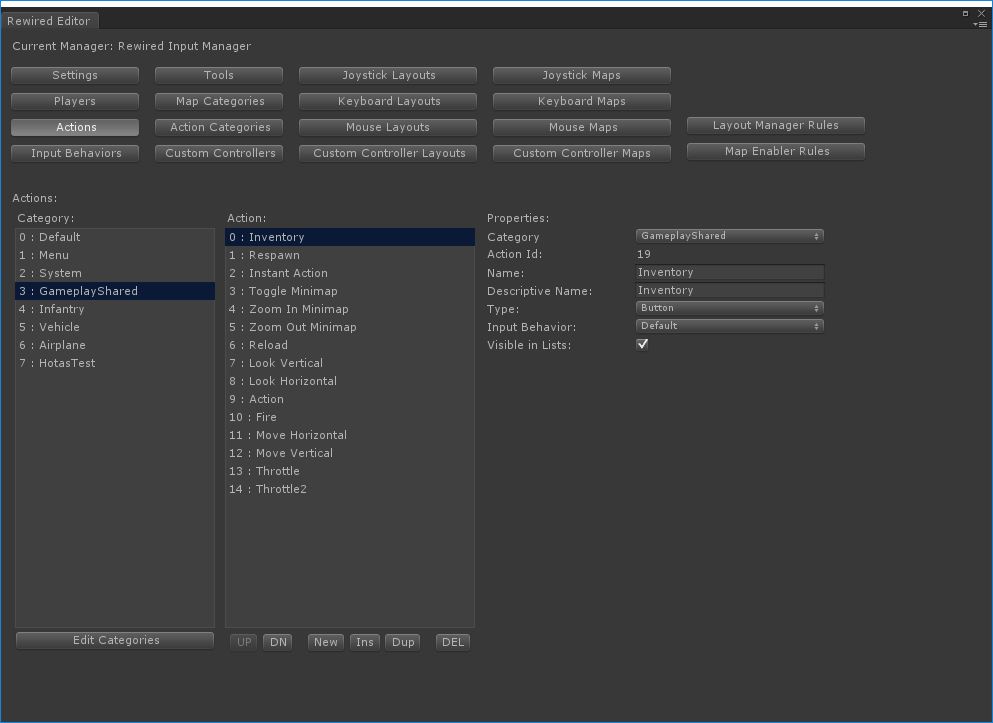 Rewired Editor
Current Manager: Rewired Input Manager
Settings Tools Joystick Layouts Joystick Maps
Players Map Categories Keyboard Layouts Keyboard Maps
Actions Action Categories Mouse Layouts Mouse Maps Layout Manager Rules
Input Behaviors Custom Controllers Custom Controller Layouts Custom Controller Maps Map Enabler Rules
Actions:
Category:
0 : Default
1 : Menu
2 : System
3 : GameplayShared
4 : Infantry
5 : Vehicle
6 : Airplane
7 : HotasTest
Edit Categories
Action:
0 : Inventory
1 : Respawn
2 : Instant Action
3 : Toggle Minimap
4 : Zoom In Minimap
5 : Zoom Out Minimap
6 : Reload
7 : Look Vertical
8 : Look Horizontal
9 : Action
10 : Fire
11 : Move Horizontal
12 : Move Vertical
13 : Throttle
14 : Throttle2
UP DN New Ins Dup DEL
Properties:
Category GameplayShared
Action Id: 19
Name: Inventory
Descriptive Name: Inventory
Type: Button
Input Behavior: Default
Visible in Lists: